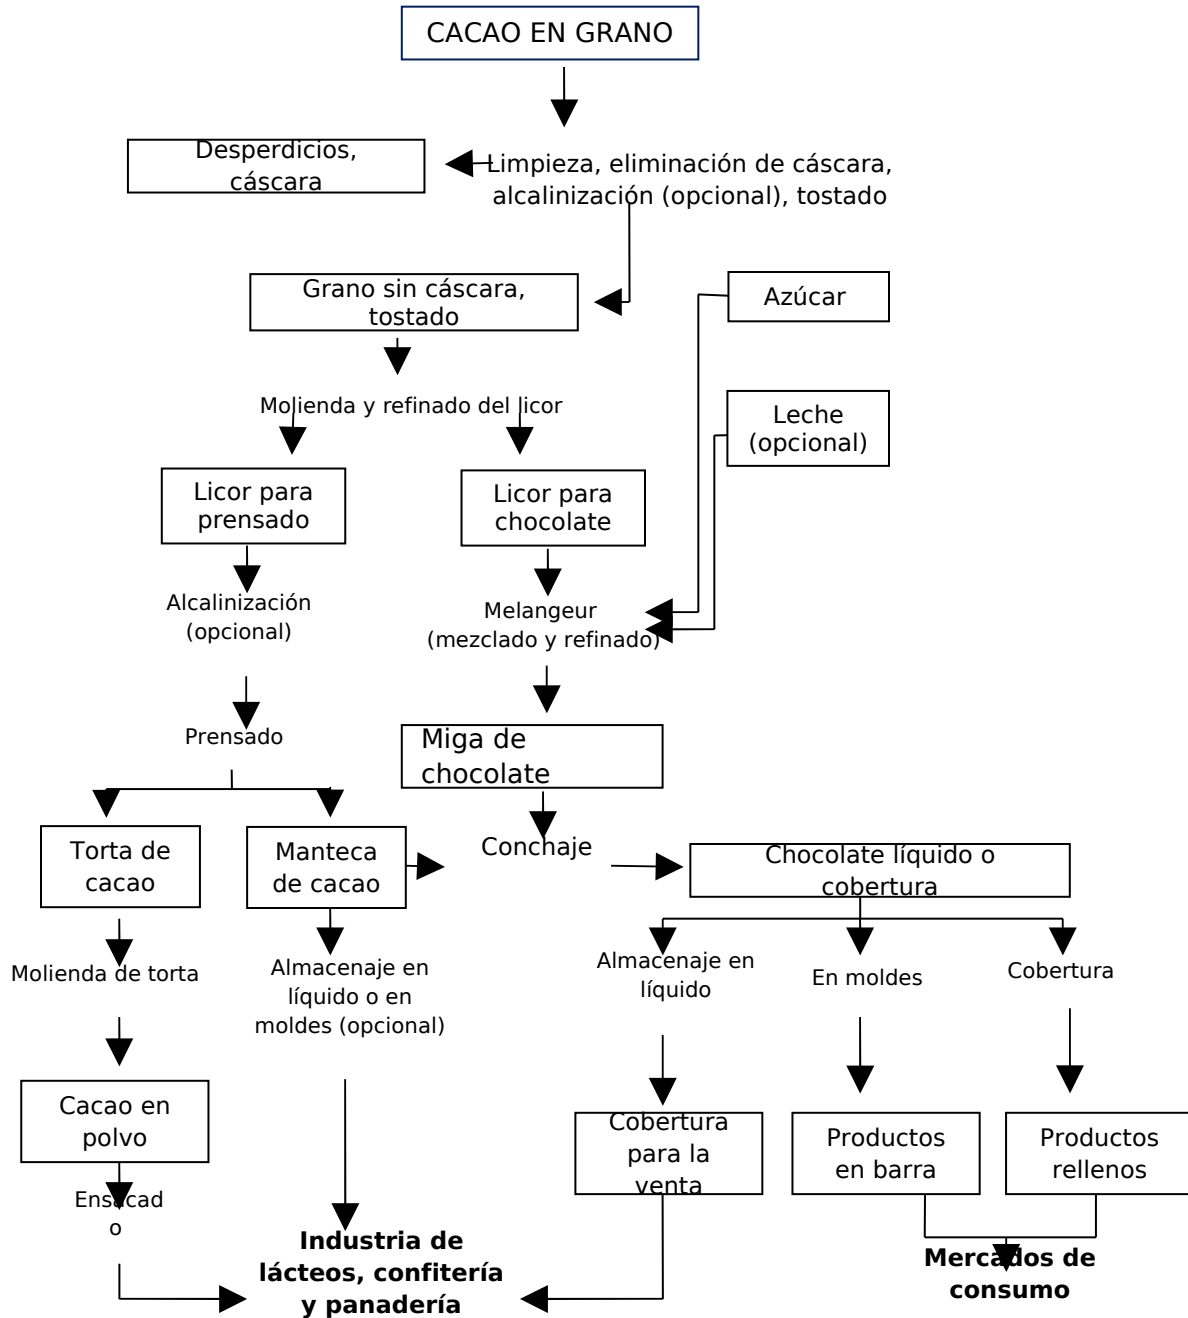 CACAO EN GRANO
Desperdicios,
cáscara
Limpieza, eliminación de cáscara,
alcalinización (opcional), tostado
Grano sin cáscara,
tostado
Azúcar
Molienda y refinado del licor
Leche
(opcional)
Licor para
prensado
Licor para
chocolate
Alcalinización
(opcional)
Melangeur
(mezclado y refinado)
Prensado
Miga de
chocolate
Torta de
cacao
Manteca
de cacao
Conchaje
Chocolate líquido o
cobertura
Molienda de torta
Almacenaje en
líquido o en
moldes (opcional)
Almacenaje en
líquido
En moldes
Cobertura
Cacao en
polvo
Cobertura
para la
venta
Productos
en barra
Productos
rellenos
Ensacad
o
Industria de
lácteos, confitería
y panadería
Mercados de
consumo